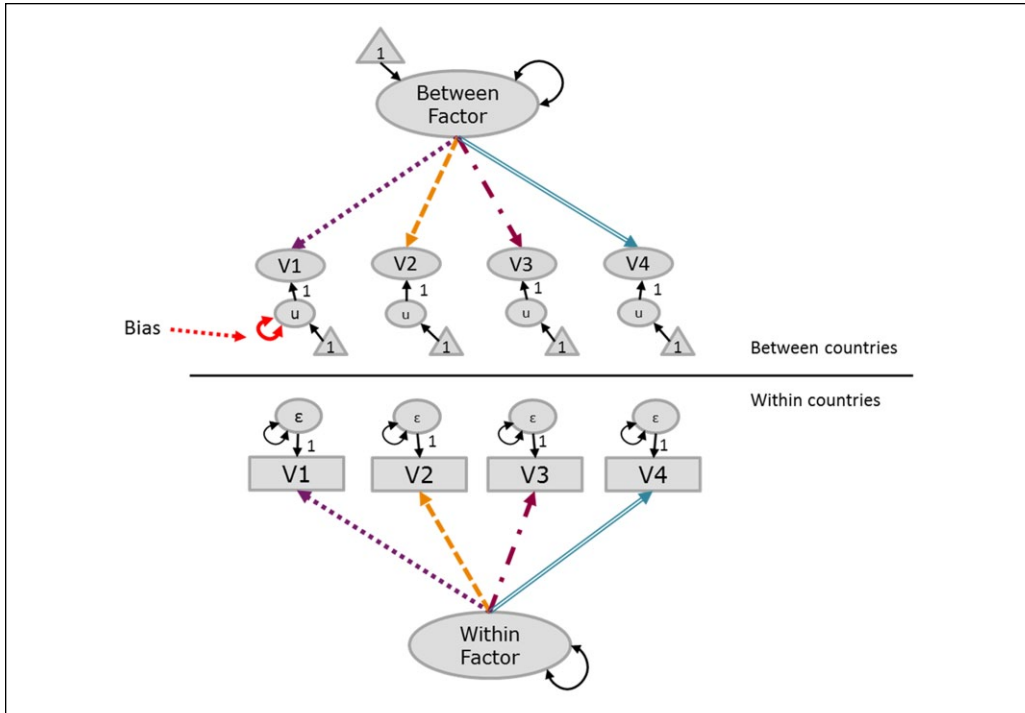 1
Between
Factor
V1 V2 V3 V4
1 1 1 1
u u u u
Bias
1 1 1 1
Between countries
Within countries
ε ε ε ε
1 1 1 1
V1 V2 V3 V4
Within
Factor